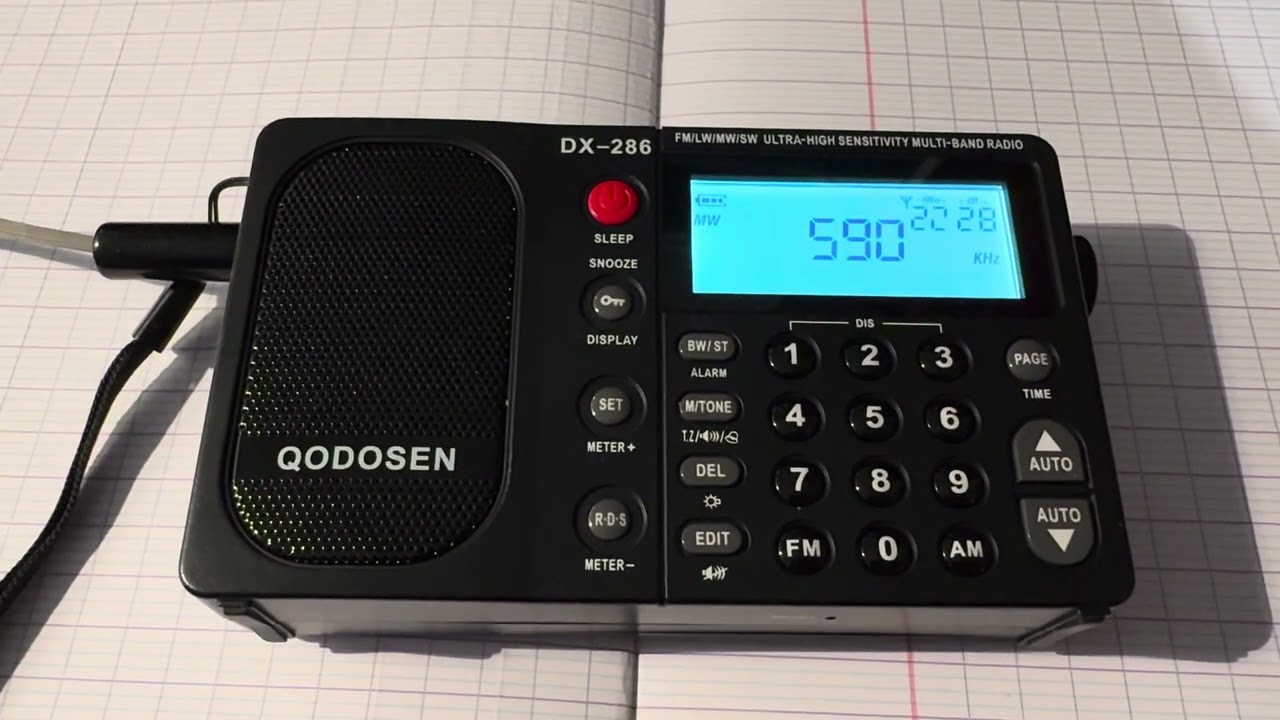 DX-286
FM/LW/MW/SW ULTRA-HIGH SENSITIVITY MULTI-BAND RADIO
MW
590
28
KHz
SLEEP
SNOOZE
DISPLAY
SET
METER+
R·D·S
METER−
QODOSEN
DIS
BW/ST
1
2
3
PAGE
ALARM
TIME
M/TONE
4
5
6
T.Z/
AUTO
DEL
7
8
9
AUTO
EDIT
FM
0
AM